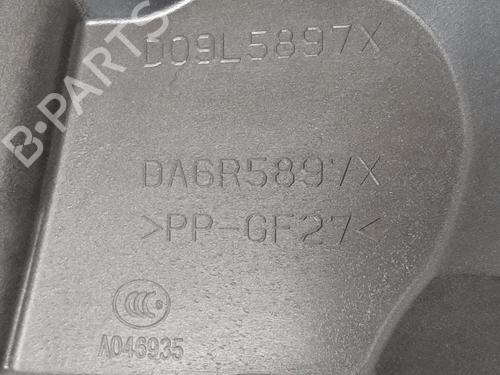 D09L5897X
B-PARTS
DA6R5897X
>PP-GF27<
CCC
A046935